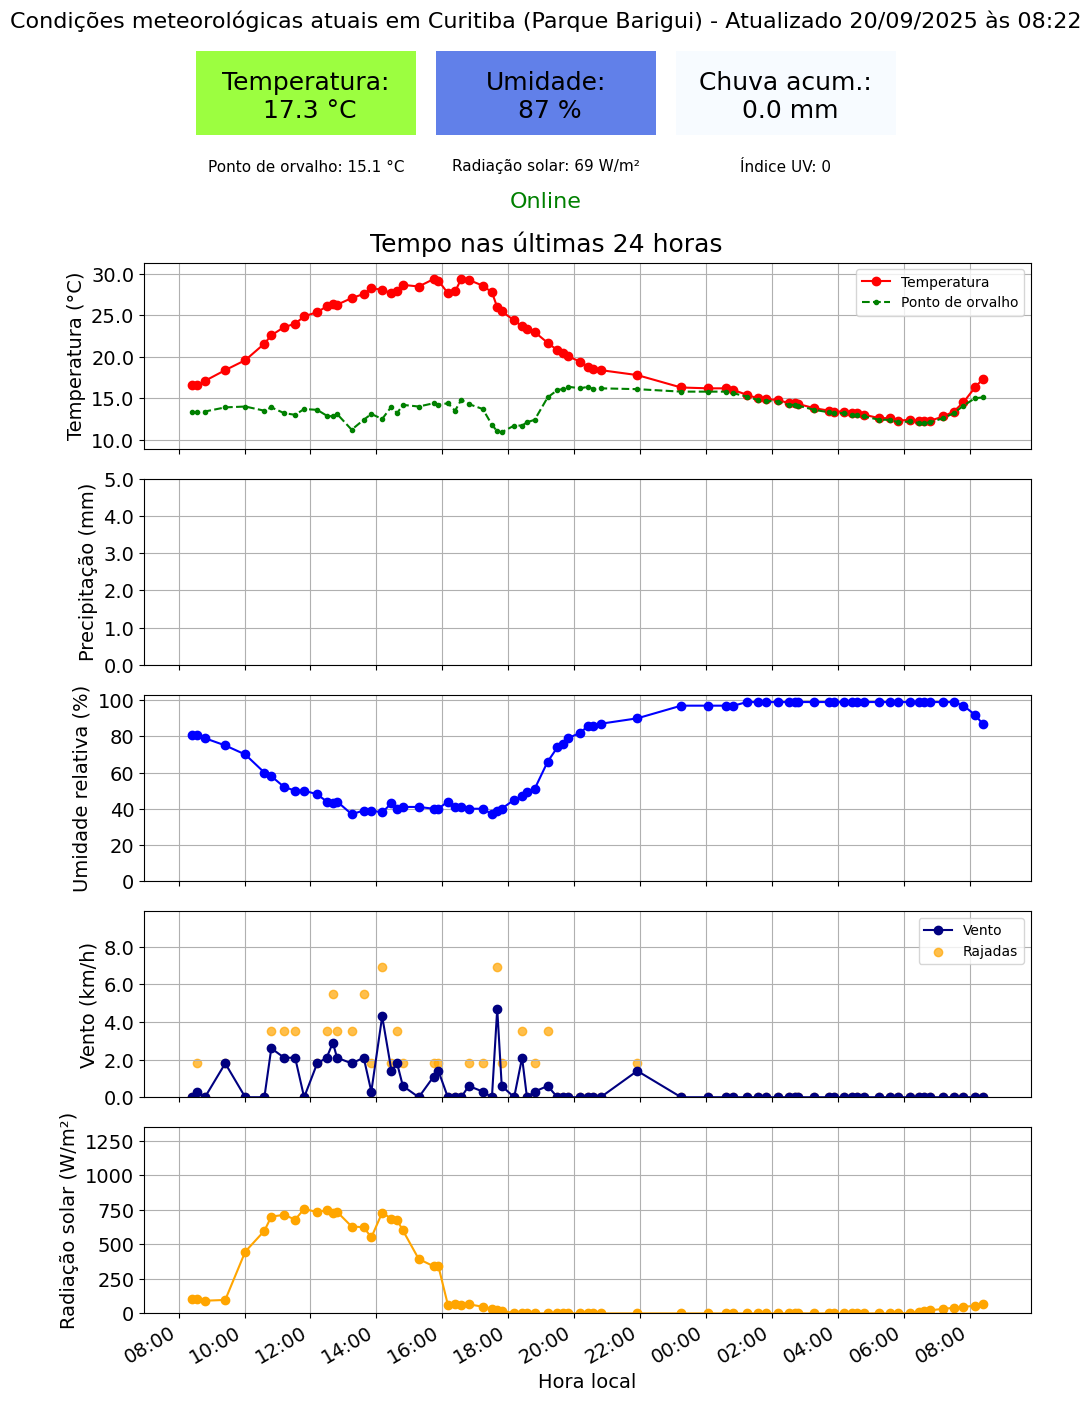 Condições meteorológicas atuais em Curitiba (Parque Barigui) - Atualizado 20/09/2025 às 08:22
Temperatura:
17.3 °C
Umidade:
87 %
Chuva acum.:
0.0 mm
Ponto de orvalho: 15.1 °C
Radiação solar: 69 W/m²
Índice UV: 0
Online
Tempo nas últimas 24 horas
Temperatura (°C)
30.0
25.0
20.0
15.0
10.0
Temperatura
Ponto de orvalho
Precipitação (mm)
5.0
4.0
3.0
2.0
1.0
0.0
Umidade relativa (%)
100
80
60
40
20
0
Vento (km/h)
8.0
6.0
4.0
2.0
0.0
Vento
Rajadas
Radiação solar (W/m²)
1250
1000
750
500
250
0
08:00
10:00
12:00
14:00
16:00
18:00
20:00
22:00
00:00
02:00
04:00
06:00
08:00
Hora local